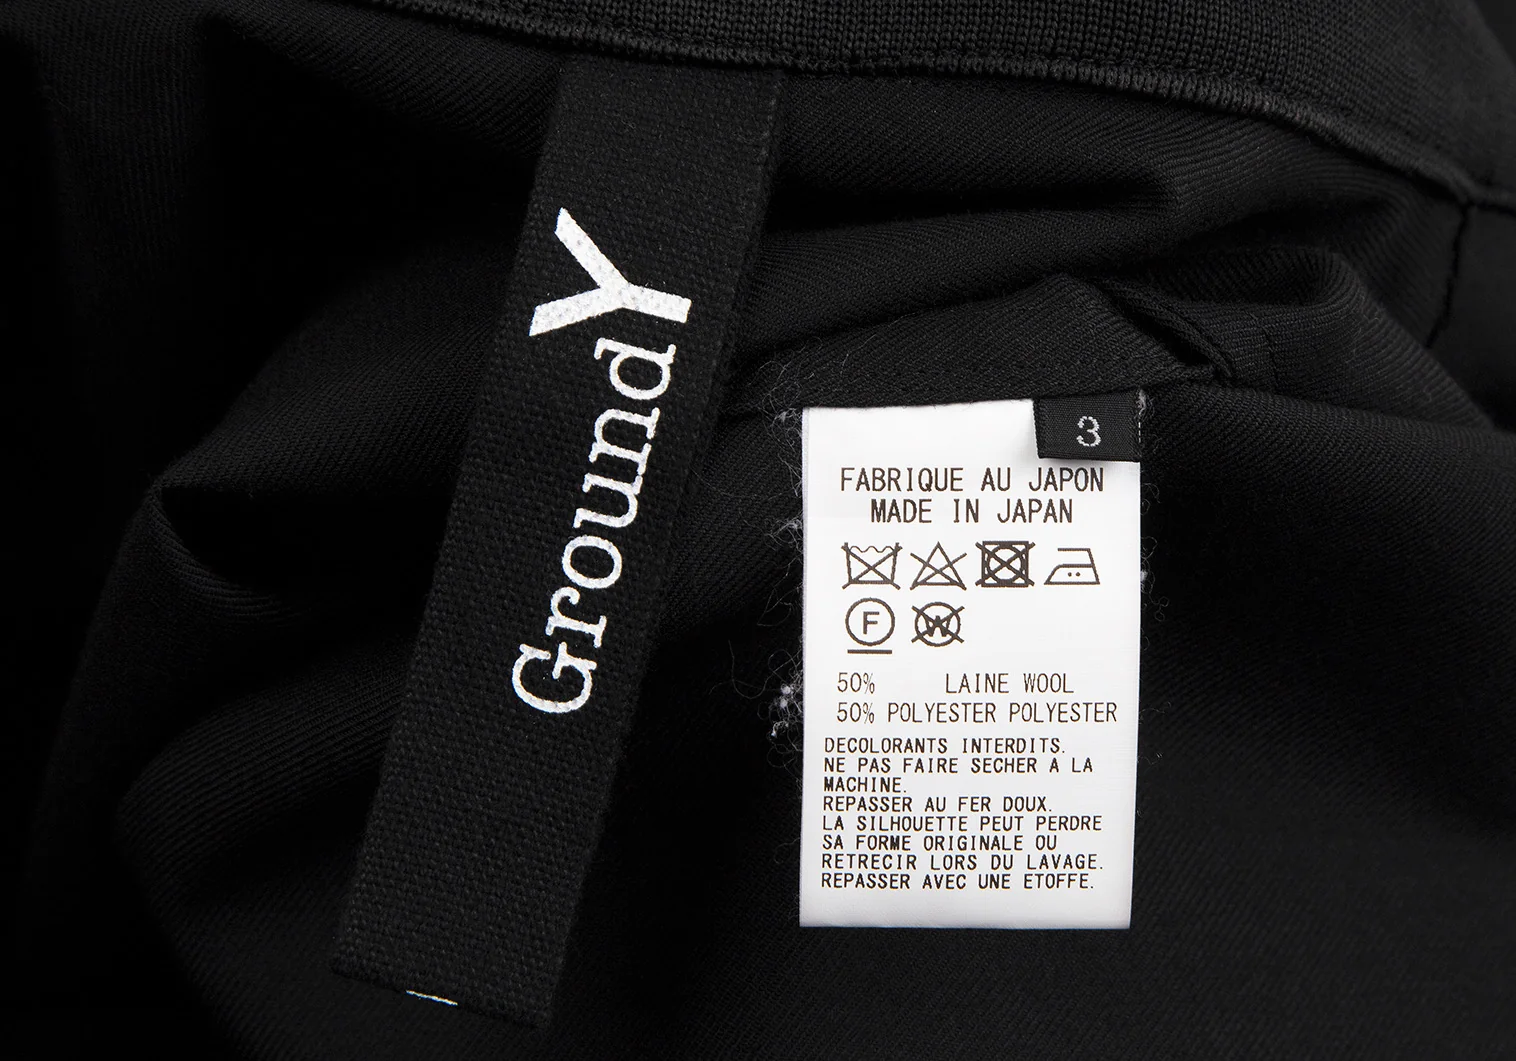 Ground Y
3
FABRIQUE AU JAPON
MADE IN JAPAN
F
W
50% LAINE WOOL
50% POLYESTER POLYESTER
DECOLORANTS INTERDITS.
NE PAS FAIRE SECHER A LA
MACHINE.
REPASSER AU FER DOUX.
LA SILHOUETTE PEUT PERDRE
SA FORME ORIGINALE OU
RETRECIR LORS DU LAVAGE.
REPASSER AVEC UNE ETOFFE.